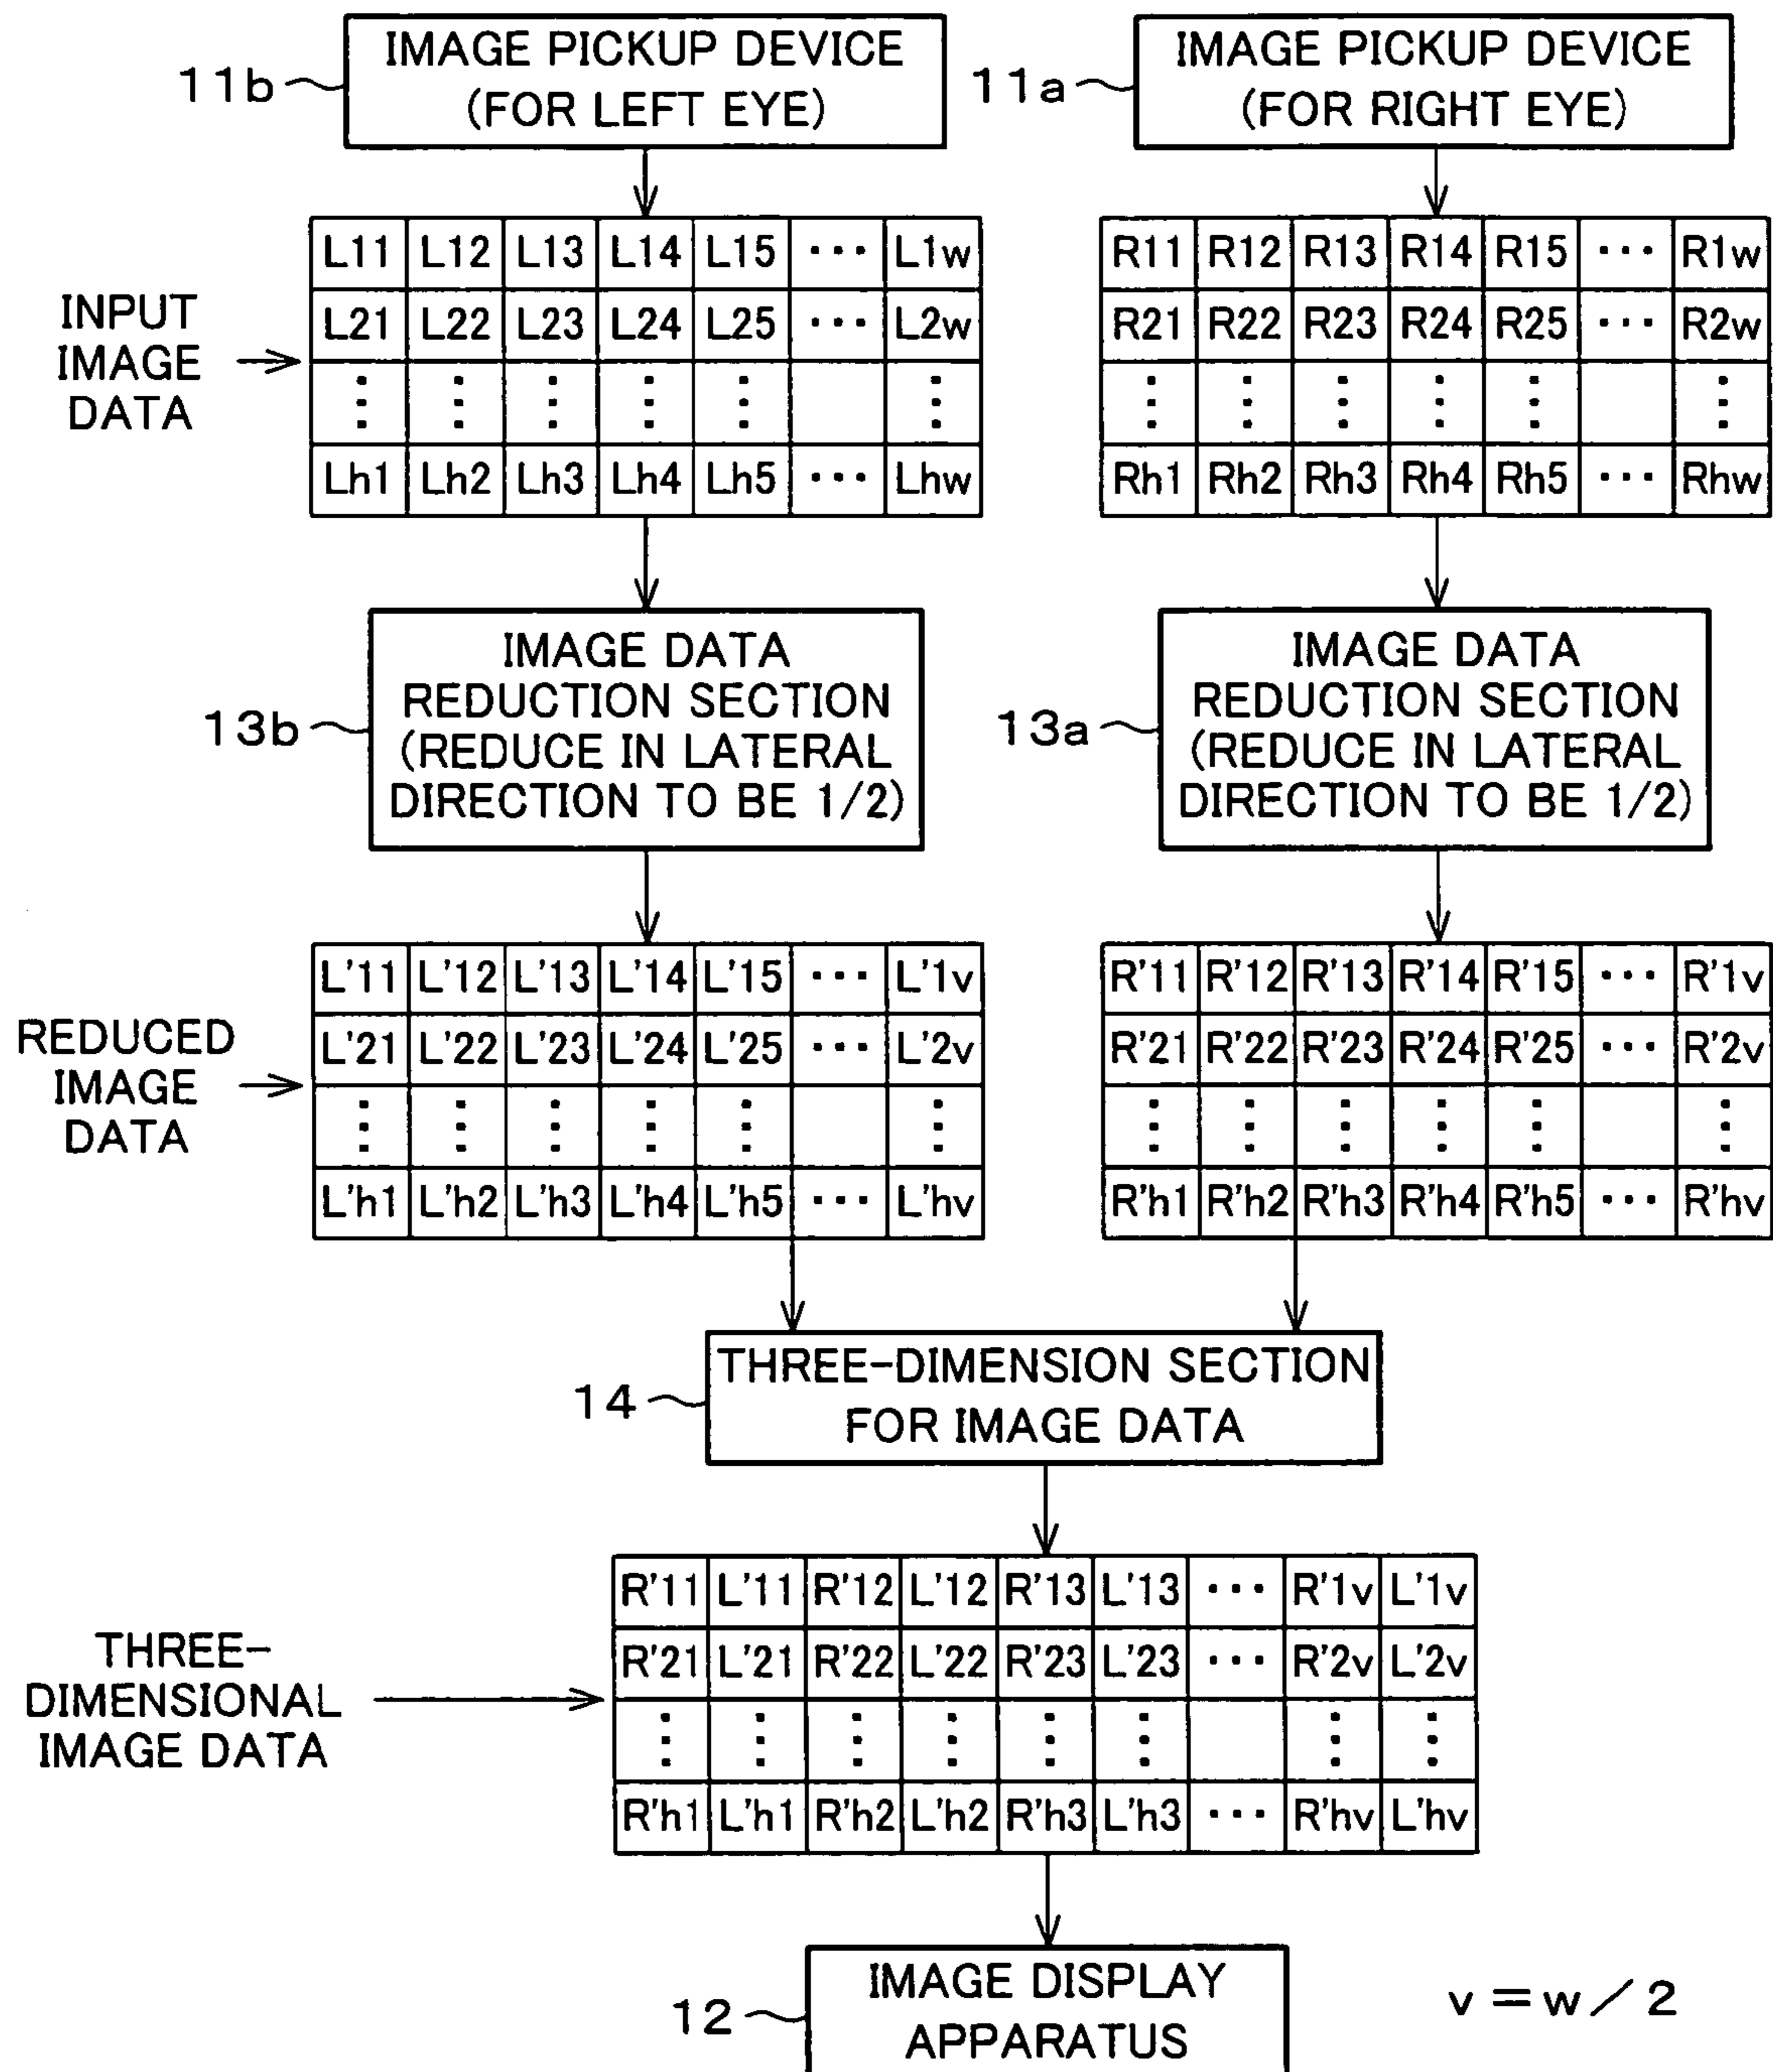 IMAGE PICKUP DEVICE
(FOR LEFT EYE)
11b
IMAGE PICKUP DEVICE
(FOR RIGHT EYE)
11a
INPUT
IMAGE
DATA
L11 L12 L13 L14 L15 ··· L1w
L21 L22 L23 L24 L25 ··· L2w
⋮ ⋮ ⋮ ⋮ ⋮ ⋮
Lh1 Lh2 Lh3 Lh4 Lh5 ··· Lhw
R11 R12 R13 R14 R15 ··· R1w
R21 R22 R23 R24 R25 ··· R2w
⋮ ⋮ ⋮ ⋮ ⋮ ⋮
Rh1 Rh2 Rh3 Rh4 Rh5 ··· Rhw
13b
IMAGE DATA
REDUCTION SECTION
(REDUCE IN LATERAL
DIRECTION TO BE 1/2)
13a
IMAGE DATA
REDUCTION SECTION
(REDUCE IN LATERAL
DIRECTION TO BE 1/2)
REDUCED
IMAGE
DATA
L'11 L'12 L'13 L'14 L'15 ··· L'1v
L'21 L'22 L'23 L'24 L'25 ··· L'2v
⋮ ⋮ ⋮ ⋮ ⋮ ⋮
L'h1 L'h2 L'h3 L'h4 L'h5 ··· L'hv
R'11 R'12 R'13 R'14 R'15 ··· R'1v
R'21 R'22 R'23 R'24 R'25 ··· R'2v
⋮ ⋮ ⋮ ⋮ ⋮ ⋮
R'h1 R'h2 R'h3 R'h4 R'h5 ··· R'hv
14
THREE-DIMENSION SECTION
FOR IMAGE DATA
THREE-
DIMENSIONAL
IMAGE DATA
R'11 L'11 R'12 L'12 R'13 L'13 ··· R'1v L'1v
R'21 L'21 R'22 L'22 R'23 L'23 ··· R'2v L'2v
⋮ ⋮ ⋮ ⋮ ⋮ ⋮ ⋮ ⋮
R'h1 L'h1 R'h2 L'h2 R'h3 L'h3 ··· R'hv L'hv
12
IMAGE DISPLAY
APPARATUS
v = w / 2